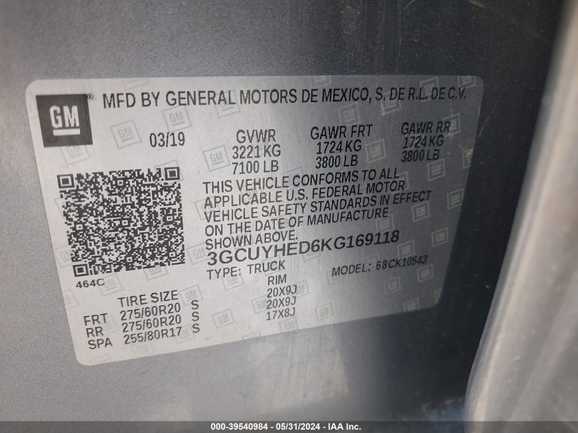 GM ® MFD BY GENERAL MOTORS DE MEXICO, S. DE R.L. DE C.V.
03/19 GVWR GAWR FRT GAWR RR
3221 KG 1724 KG 1724 KG
7100 LB 3800 LB 3800 LB
THIS VEHICLE CONFORMS TO ALL
APPLICABLE U.S. FEDERAL MOTOR
VEHICLE SAFETY STANDARDS IN EFFECT
ON THE DATE OF MANUFACTURE
SHOWN ABOVE.
3GCUYHED6KG169118
TYPE: TRUCK MODEL: 68CK10543
464C
TIRE SIZE RIM
FRT 275/60R20 S 20X9J
RR 275/60R20 S 20X9J
SPA 255/80R17 S 17X8J
000-39540984 - 05/31/2024 - IAA Inc.